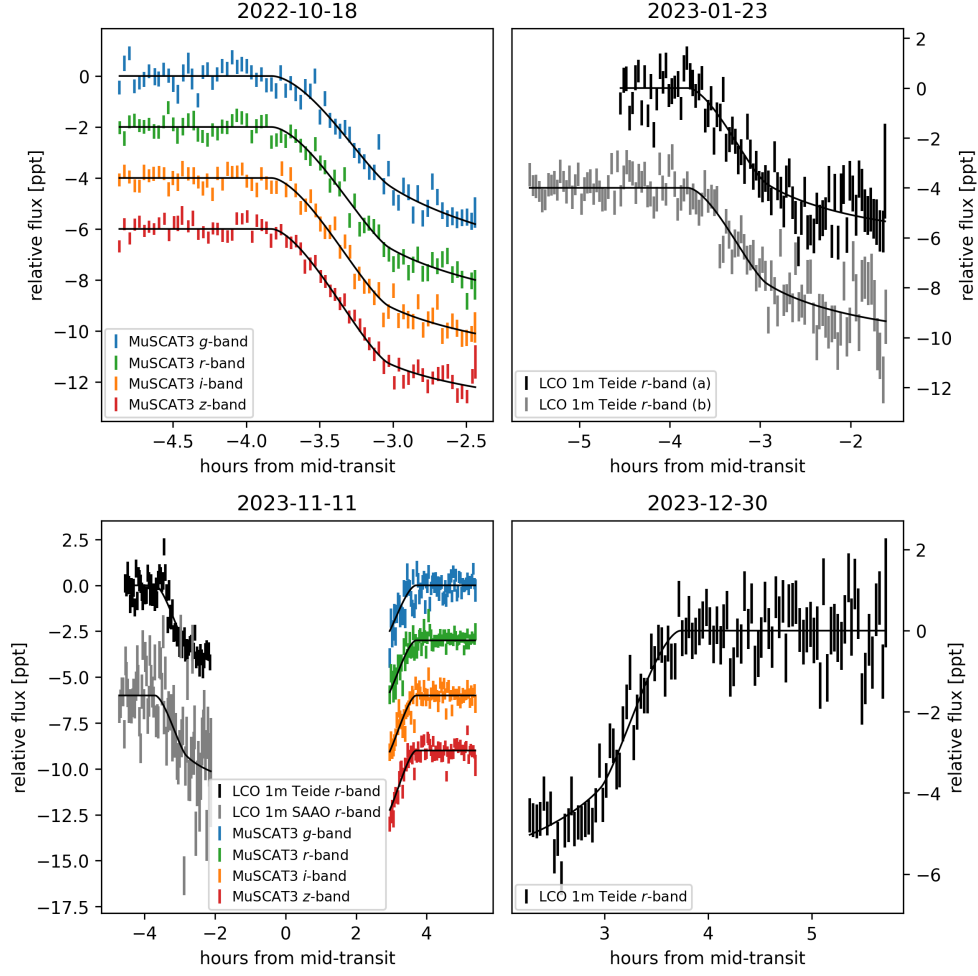 2022-10-18
2023-01-23
relative flux [ppt]
0
−2
−4
−6
−8
−10
−12
−4.5
−4.0
−3.5
−3.0
−2.5
hours from mid-transit
MuSCAT3 g-band
MuSCAT3 r-band
MuSCAT3 i-band
MuSCAT3 z-band
2
0
−2
−4
−6
−8
−10
−12
relative flux [ppt]
−5
−4
−3
−2
hours from mid-transit
LCO 1m Teide r-band (a)
LCO 1m Teide r-band (b)
2023-11-11
2023-12-30
relative flux [ppt]
2.5
0.0
−2.5
−5.0
−7.5
−10.0
−12.5
−15.0
−17.5
−4
−2
0
2
4
hours from mid-transit
LCO 1m Teide r-band
LCO 1m SAAO r-band
MuSCAT3 g-band
MuSCAT3 r-band
MuSCAT3 i-band
MuSCAT3 z-band
2
0
−2
−4
−6
relative flux [ppt]
3
4
5
hours from mid-transit
LCO 1m Teide r-band